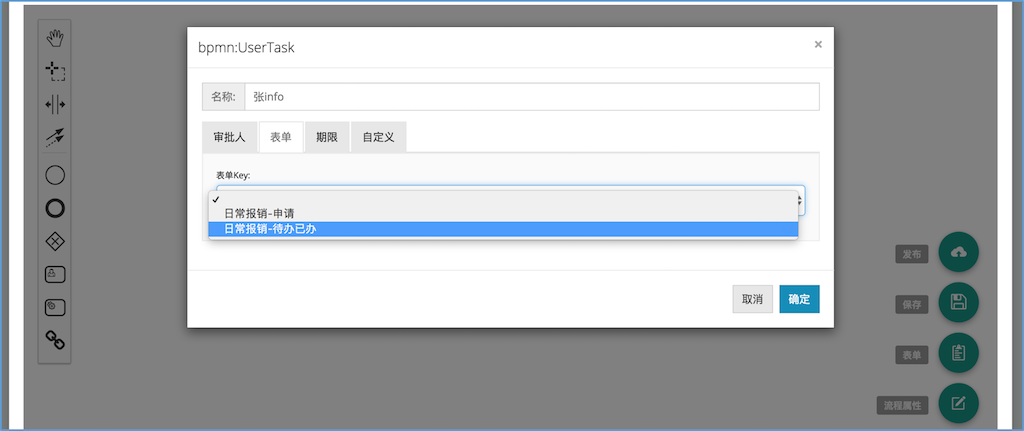 bpmn:UserTask
×
名称: 张info
审批人 表单 期限 自定义
表单Key:
✓
日常报销-申请
日常报销-待办已办
取消 确定
发布
保存
表单
流程属性